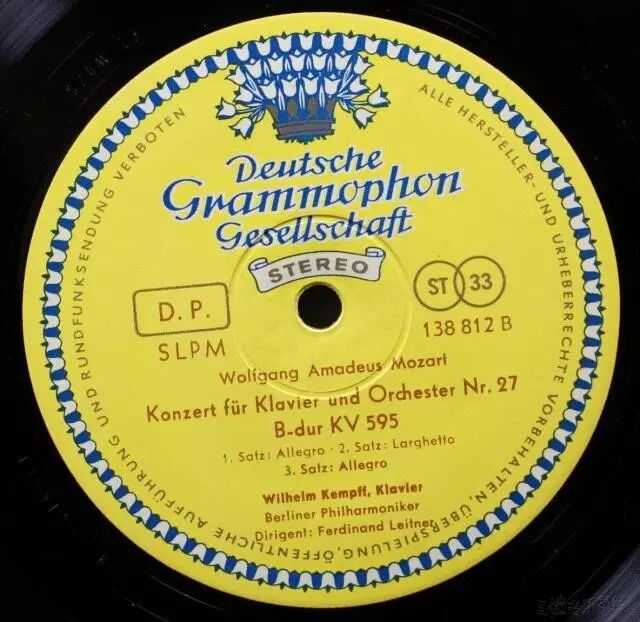 Deutsche
Grammophon
Gesellschaft
STEREO
D. P.
SLPM
ST 33
138 812 B
Wolfgang Amadeus Mozart
Konzert für Klavier und Orchester Nr. 27
B-dur KV 595
1. Satz: Allegro · 2. Satz: Larghetto
3. Satz: Allegro
Wilhelm Kempff, Klavier
Berliner Philharmoniker
Dirigent: Ferdinand Leitner
ALLE HERSTELLER- UND URHEBERRECHTE VORBEHALTEN, ÜBERSPIELUNG, ÖFFENTLICHE AUFFÜHRUNG UND RUNDFUNKSENDUNG VERBOTEN